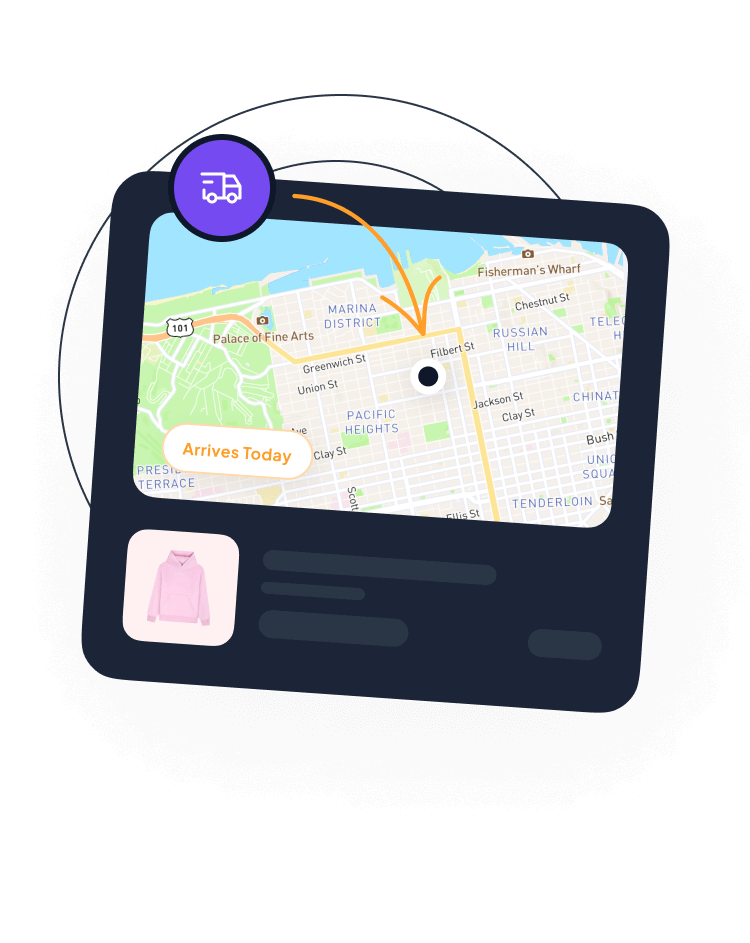 Fisherman's Wharf
Chestnut St
MARINA
DISTRICT
101
Palace of Fine Arts
RUSSIAN
HILL
Filbert St
Greenwich St
Union St
Jackson St
Clay St
CHINAT
PACIFIC
HEIGHTS
Bush
Arrives Today
Clay St
UNIO
SQUA
PRESID
TERRACE
Scott
TENDERLOIN
Sa
Ellis St
TELEG
H